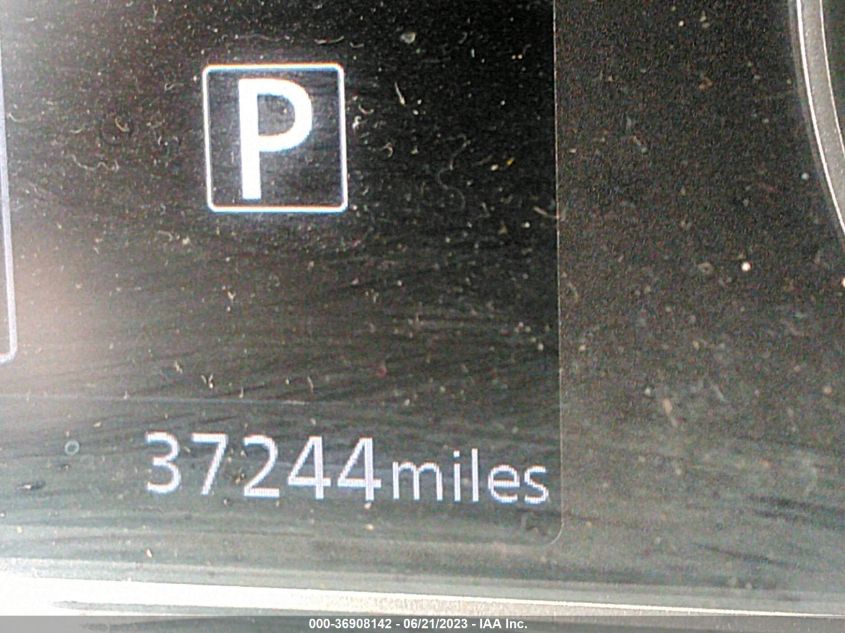 P
37244miles
000-36908142 - 06/21/2023 - IAA Inc.